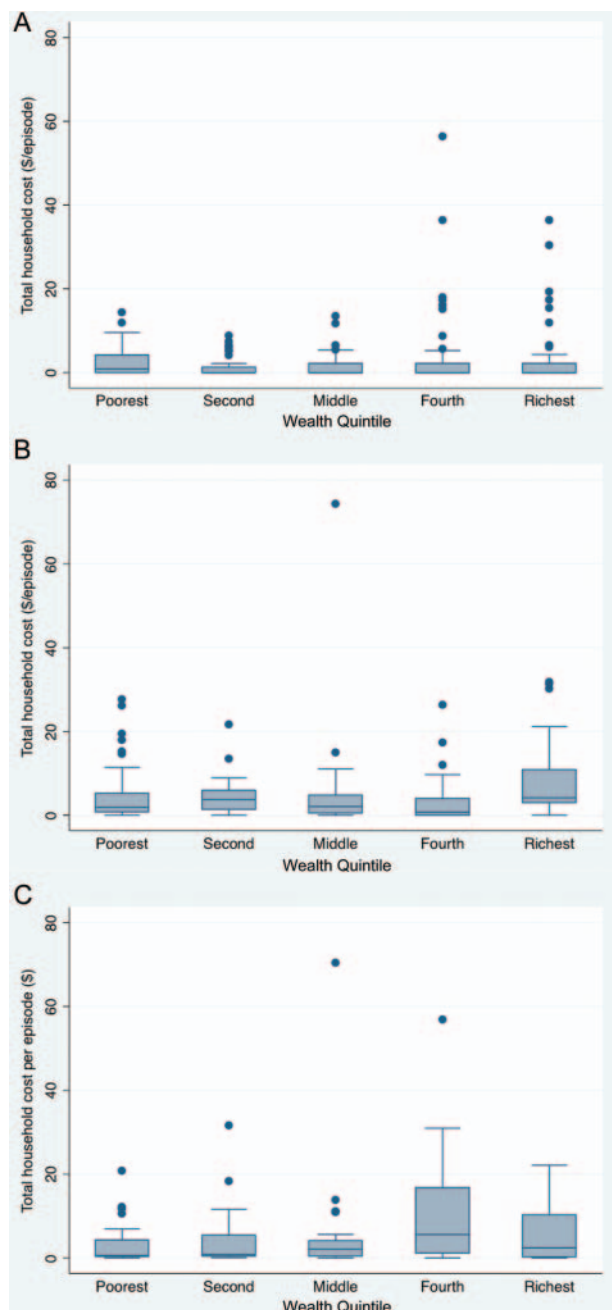 A
Total household cost ($/episode)
80
60
40
20
0
Poorest Second Middle Fourth Richest
Wealth Quintile
B
Total household cost ($/episode)
80
60
40
20
0
Poorest Second Middle Fourth Richest
Wealth Quintile
C
Total household cost per episode ($)
80
60
40
20
0
Poorest Second Middle Fourth Richest
Wealth Quintile